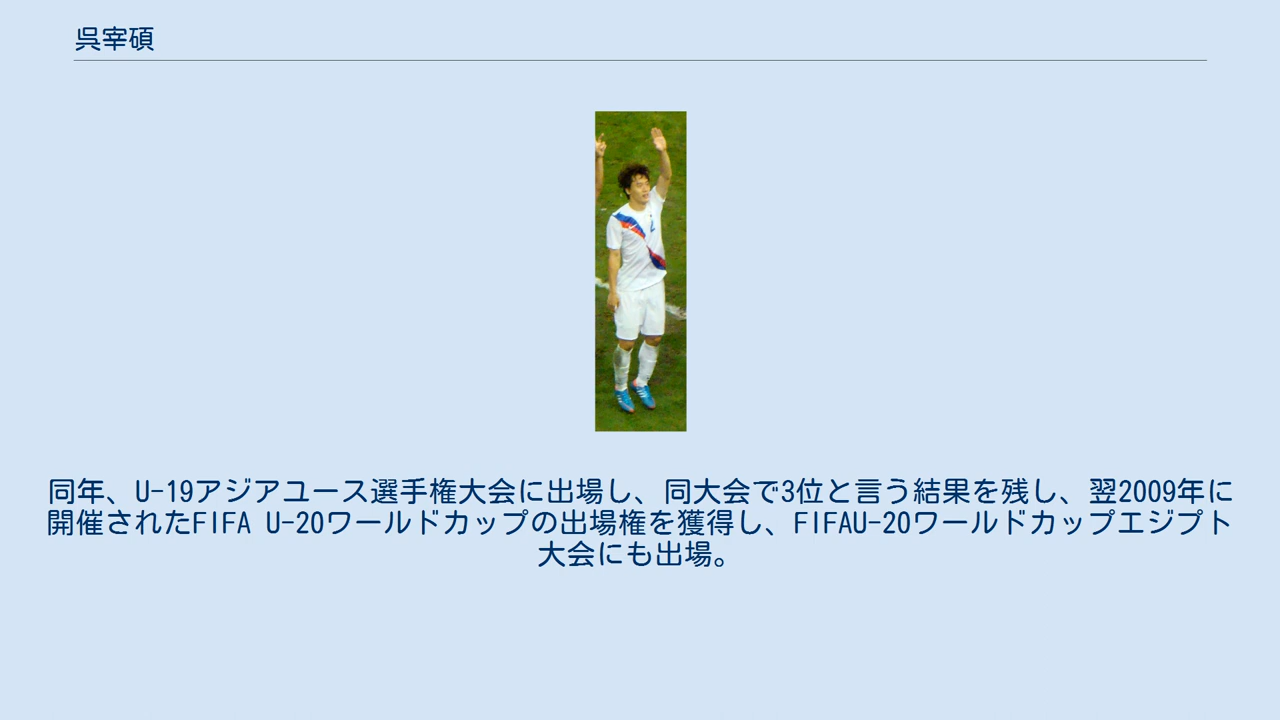 呉宰碩
同年、U-19アジアユース選手権大会に出場し、同大会で3位と言う結果を残し、翌2009年に
開催されたFIFA U-20ワールドカップの出場権を獲得し、FIFAU-20ワールドカップエジプト
大会にも出場。